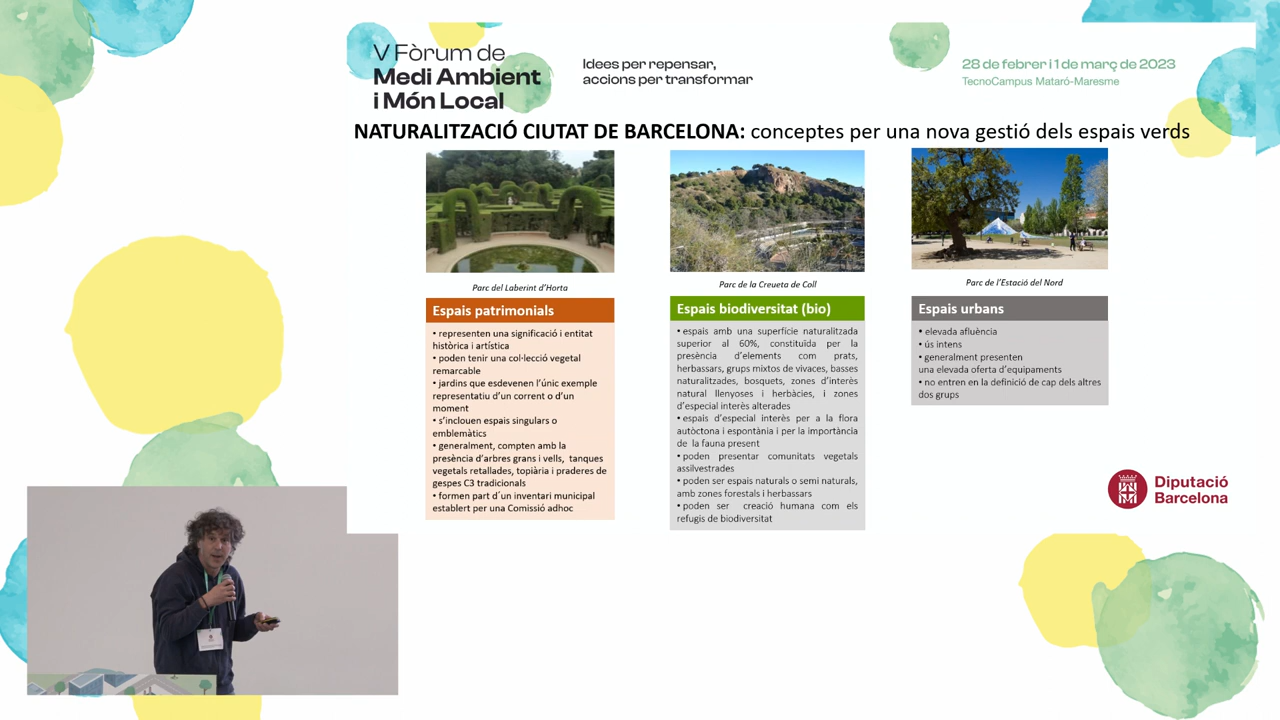 V Fòrum de
Medi Ambient
i Món Local
Idees per repensar,
accions per transformar
28 de febrer i 1 de març de 2023
TecnoCampus Mataró-Maresme
NATURALITZACIÓ CIUTAT DE BARCELONA: conceptes per una nova gestió dels espais verds
Parc del Laberint d'Horta
Espais patrimonials
• representen una significació i entitat
històrica i artística
• poden tenir una col·lecció vegetal
remarcable
• jardins que esdevenen l'únic exemple
representatiu d'un corrent o d'un
moment
• s'inclouen espais singulars o
emblemàtics
• generalment, compten amb la
presència d'arbres grans i vells, tanques
vegetals retallades, topiària i praderes de
gespes C3 tradicionals
• formen part d´un inventari municipal
establert per una Comissió adhoc
Parc de la Creueta de Coll
Espais biodiversitat (bio)
• espais amb una superfície naturalitzada
superior al 60%, constituïda per la
presència d'elements com prats,
herbassars, grups mixtos de vivaces, basses
naturalitzades, bosquets, zones d'interès
natural llenyoses i herbàcies, i zones
d'especial interès alterades
• espais d'especial interès per a la flora
autòctona i espontània i per la importància
de la fauna present
• poden presentar comunitats vegetals
assilvestrades
• poden ser espais naturals o semi naturals,
amb zones forestals i herbassars
• poden ser creació humana com els
refugis de biodiversitat
Parc de l'Estació del Nord
Espais urbans
• elevada afluència
• ús intens
• generalment presenten
una elevada oferta d'equipaments
• no entren en la definició de cap dels altres
dos grups
Diputació
Barcelona